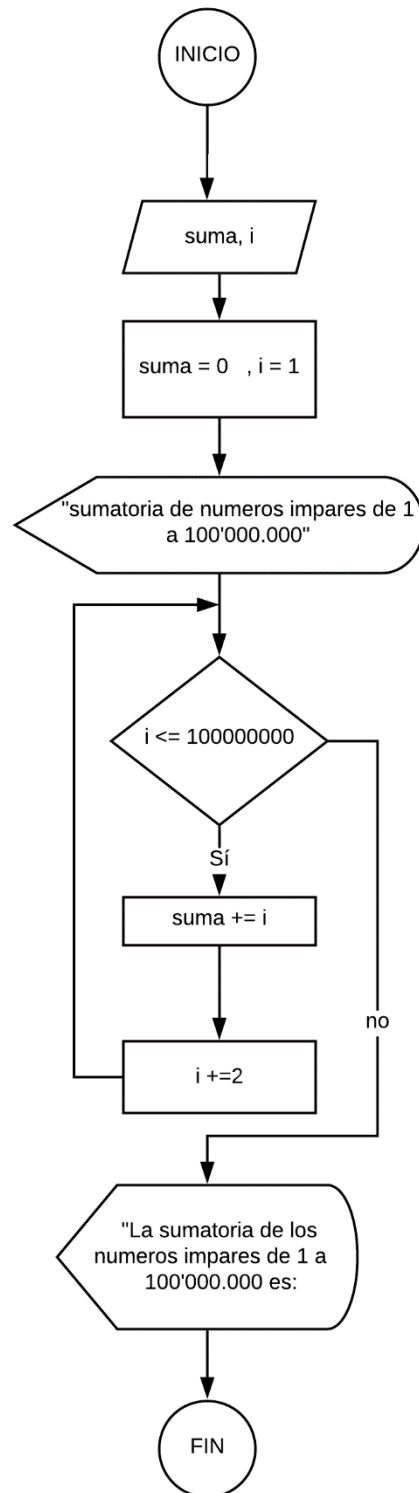 INICIO
suma, i
suma = 0 , i = 1
"sumatoria de numeros impares de 1
a 100'000.000"
i <= 100000000
Sí
suma += i
no
i +=2
"La sumatoria de los
numeros impares de 1 a
100'000.000 es:
FIN